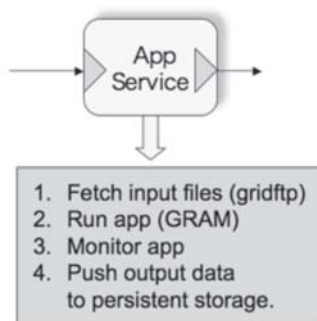 App
Service
1. Fetch input files (gridftp)
2. Run app (GRAM)
3. Monitor app
4. Push output data
to persistent storage.